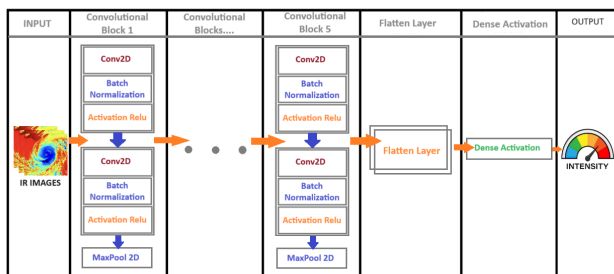 INPUT
Convolutional
Block 1
Convolutional
Blocks....
Convolutional
Block 5
Flatten Layer
Dense Activation
OUTPUT
IR IMAGES
Conv2D
Batch
Normalization
Activation Relu
Conv2D
Batch
Normalization
Activation Relu
MaxPool 2D
Conv2D
Batch
Normalization
Activation Relu
Conv2D
Batch
Normalization
Activation Relu
MaxPool 2D
Flatten Layer
Dense Activation
INTENSITY